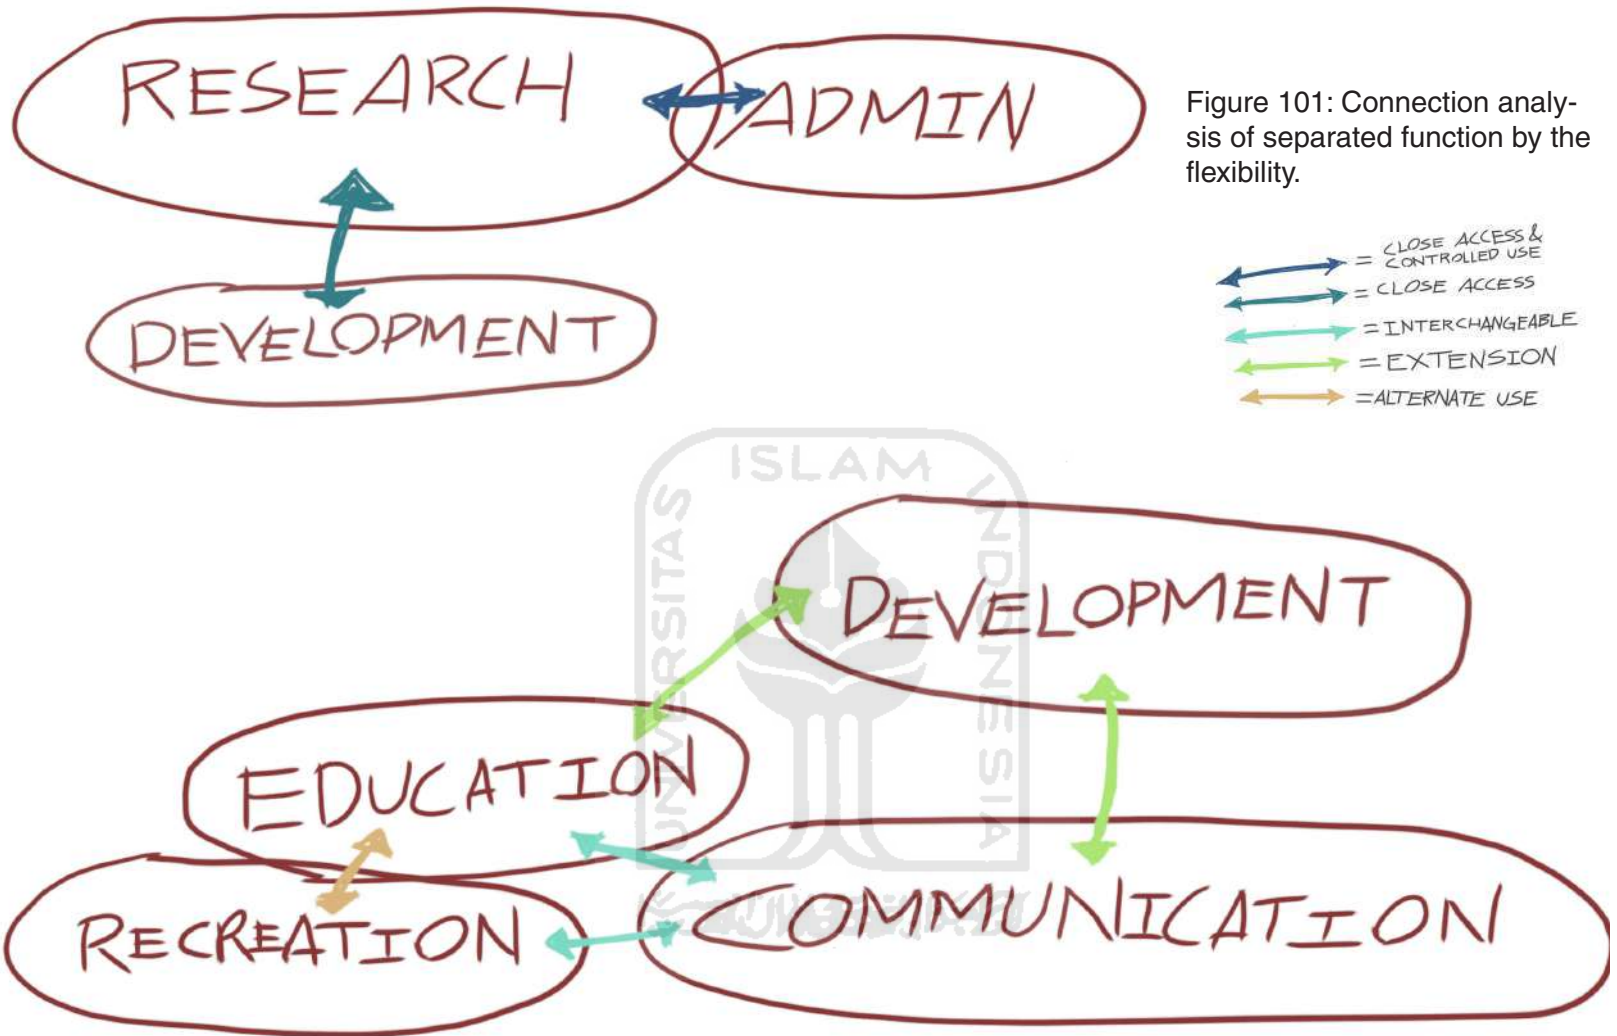 RESEARCH
ADMIN
DEVELOPMENT
Figure 101: Connection analy-
sis of separated function by the
flexibility.
= CLOSE ACCESS &
CONTROLLED USE
= CLOSE ACCESS
= INTERCHANGEABLE
= EXTENSION
= ALTERNATE USE
ISLAM
UNIVERSITAS
INDONESIA
DEVELOPMENT
EDUCATION
RECREATION
COMMUNICATION